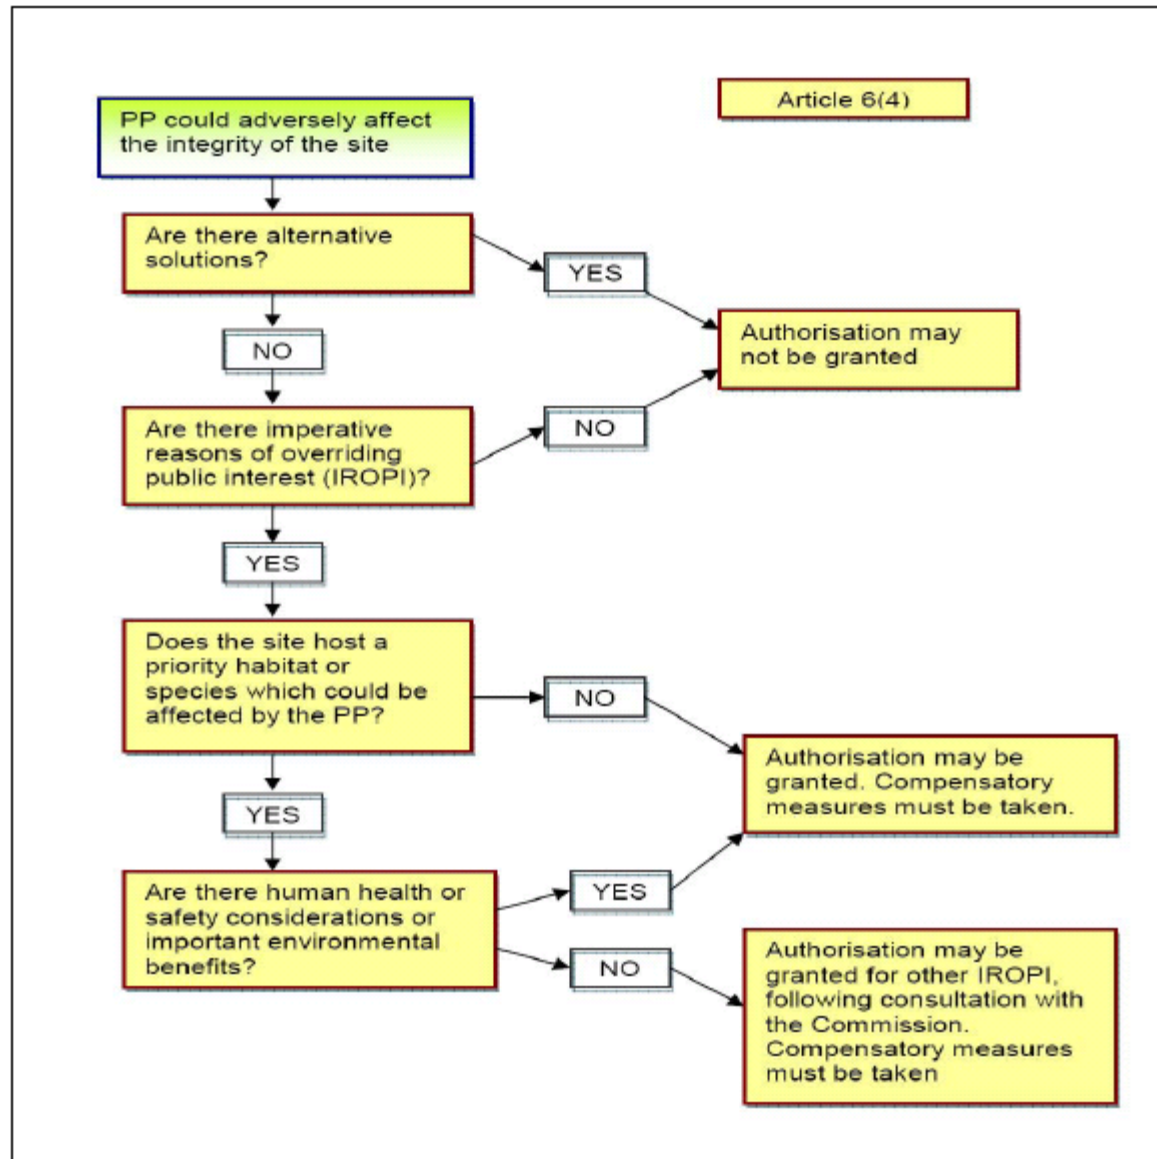 Article 6(4)
PP could adversely affect
the integrity of the site
Are there alternative
solutions?
YES
NO
Authorisation may
not be granted
Are there imperative
reasons of overriding
public interest (IROPI)?
NO
YES
Does the site host a
priority habitat or
species which could be
affected by the PP?
NO
Authorisation may be
granted. Compensatory
measures must be taken.
YES
Are there human health or
safety considerations or
important environmental
benefits?
YES
NO
Authorisation may be
granted for other IROPI,
following consultation with
the Commission.
Compensatory measures
must be taken